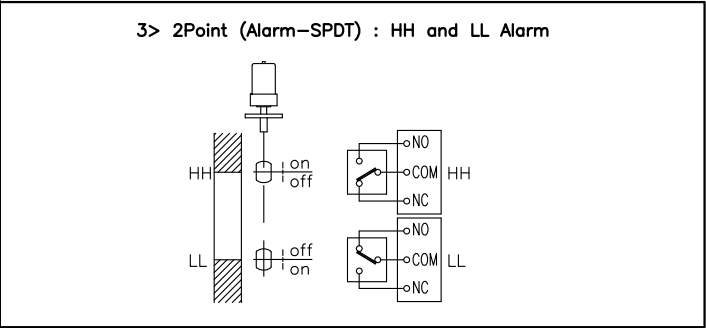 3> 2Point (Alarm-SPDT) : HH and LL Alarm
HH
on
off
NO
COM
NC
HH
LL
off
on
NO
COM
NC
LL